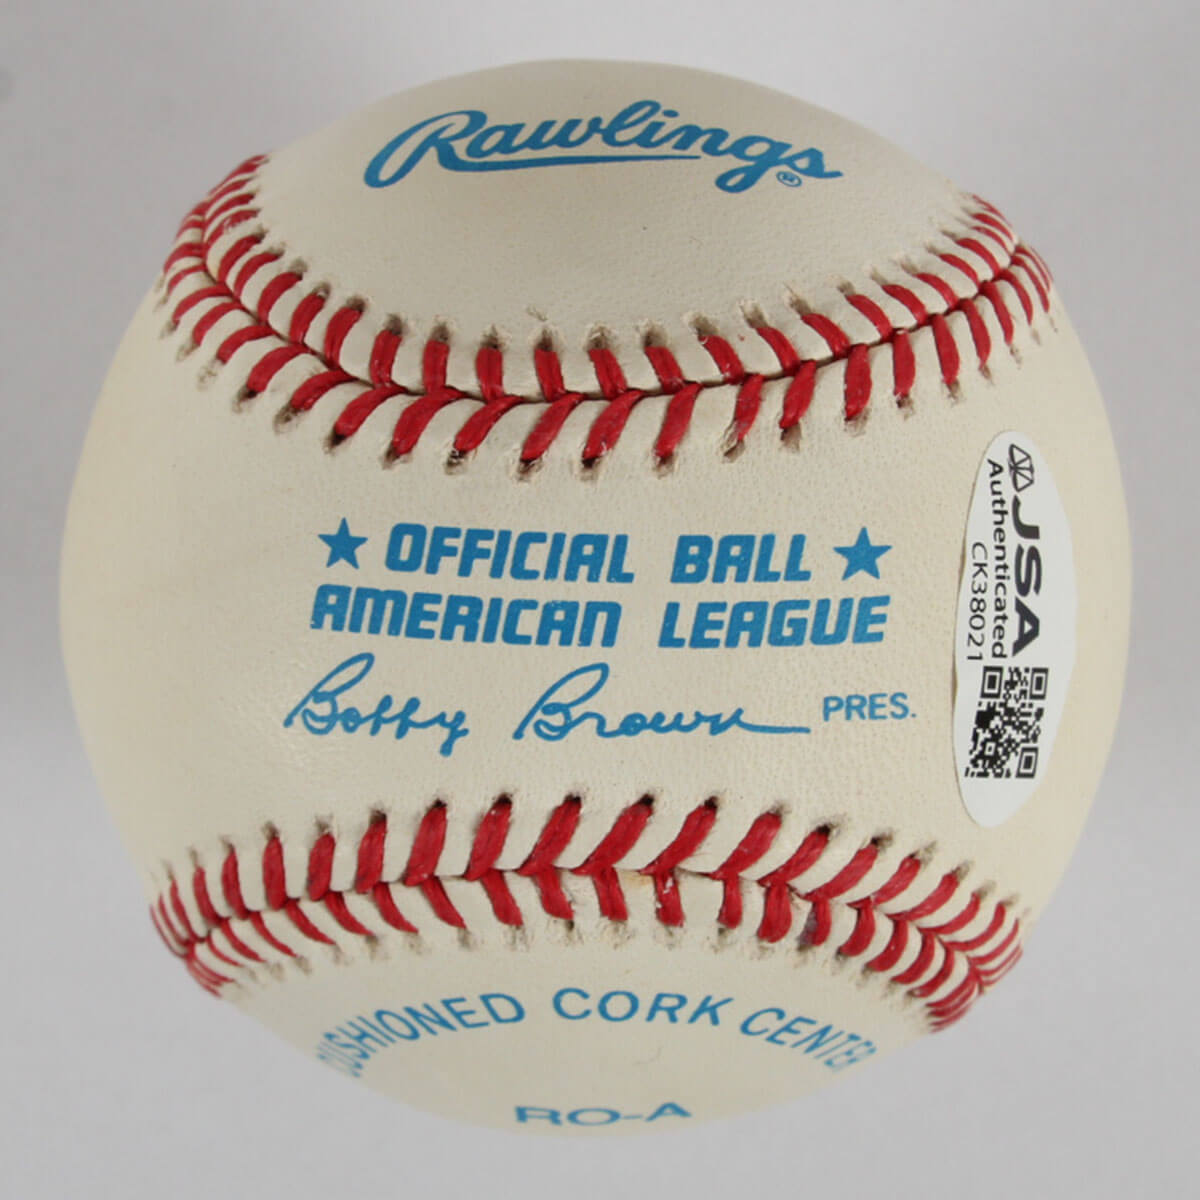 Rawlings®
★ OFFICIAL BALL ★
AMERICAN LEAGUE
Bobby Brown PRES.
CUSHIONED CORK CENTER
RO-A
JSA
Authenticated
CK38021